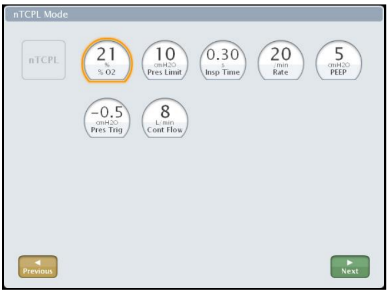 nTCPL Mode
nTCPL
21
%
% O2
10
cmH2O
Pres Limit
0.30
s
Insp Time
20
/min
Rate
5
cmH2O
PEEP
-0.5
cmH2O
Pres Trig
8
L/min
Cont Flow
Previous
Next